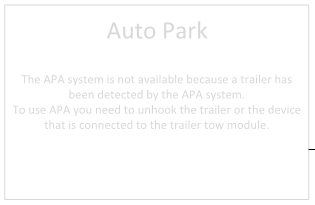 Auto Park
The APA system is not available because a trailer has
been detected by the APA system.
To use APA you need to unhook the trailer or the device
that is connected to the trailer tow module.